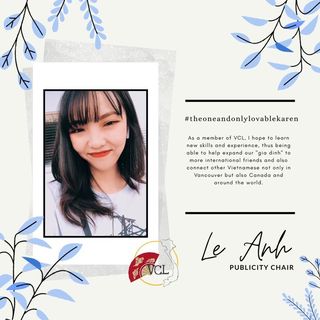 #theoneandonlylovablekaren
As a member of VCL, I hope to learn
new skills and experience, thus being
able to help expand our "gia dinh" to
more international friends and also
connect other Vietnamese not only in
Vancouver but also Canada and
around the world.
Le Anh
PUBLICITY CHAIR
VCL